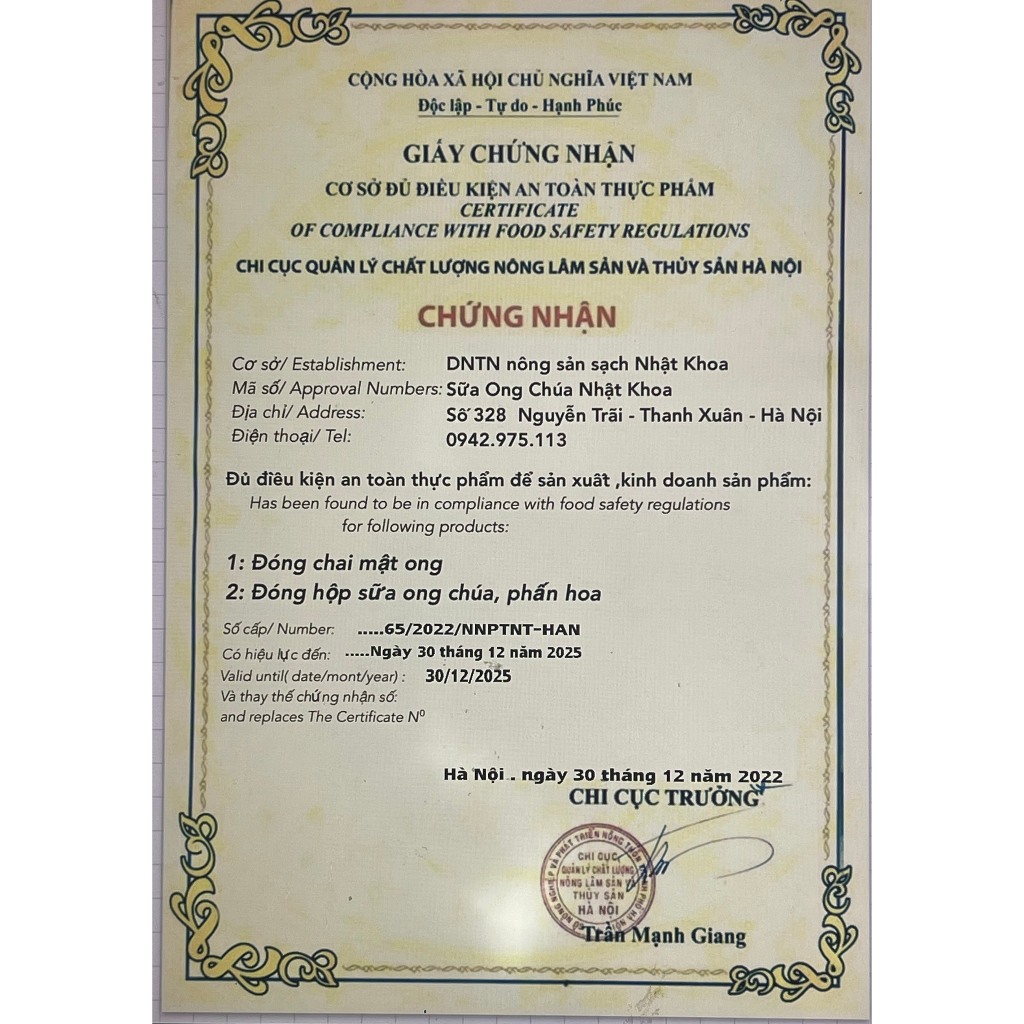 CỘNG HÒA XÃ HỘI CHỦ NGHĨA VIỆT NAM
Độc lập - Tự do - Hạnh Phúc
GIẤY CHỨNG NHẬN
CƠ SỞ ĐỦ ĐIỀU KIỆN AN TOÀN THỰC PHẨM
CERTIFICATE
OF COMPLIANCE WITH FOOD SAFETY REGULATIONS
CHI CỤC QUẢN LÝ CHẤT LƯỢNG NÔNG LÂM SẢN VÀ THỦY SẢN HÀ NỘI
CHỨNG NHẬN
Cơ sở/ Establishment: DNTN nông sản sạch Nhật Khoa
Mã số/ Approval Numbers: Sữa Ong Chúa Nhật Khoa
Địa chỉ/ Address: Số 328 Nguyễn Trãi - Thanh Xuân - Hà Nội
Điện thoại/ Tel: 0942.975.113
Đủ điều kiện an toàn thực phẩm để sản xuất ,kinh doanh sản phẩm:
Has been found to be in compliance with food safety regulations
for following products:
1: Đóng chai mật ong
2: Đóng hộp sữa ong chúa, phấn hoa
Số cấp/ Number: .....65/2022/NNPTNT-HAN
Có hiệu lực đến: .....Ngày 30 tháng 12 năm 2025
Valid until( date/mont/year) : 30/12/2025
Và thay thế chứng nhận số:
and replaces The Certificate Nº
Hà Nội . ngày 30 tháng 12 năm 2022
CHI CỤC TRƯỞNG
CHI CỤC
QUẢN LÝ CHẤT LƯỢNG
NÔNG LÂM SẢN VÀ
THỦY SẢN
HÀ NỘI
Trần Mạnh Giang